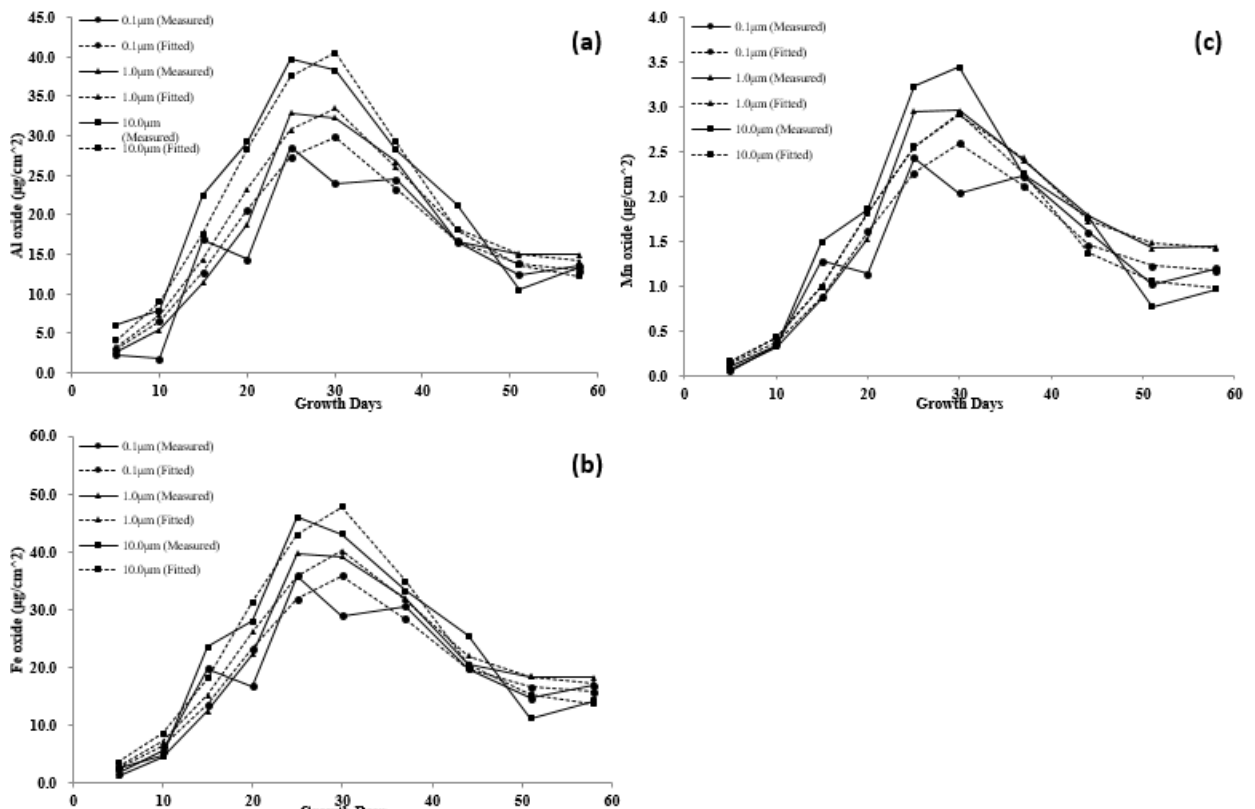 45.0
40.0
35.0
30.0
25.0
20.0
15.0
10.0
5.0
0.0
Al oxide (µg/cm^2)
0.1µm (Measured)
0.1µm (Fitted)
1.0µm (Measured)
1.0µm (Fitted)
10.0µm
(Measured)
10.0µm (Fitted)
(a)
0 10 20 30 40 50 60
Growth Days
4.0
3.5
3.0
2.5
2.0
1.5
1.0
0.5
0.0
Mn oxide (µg/cm^2)
0.1µm (Measured)
0.1µm (Fitted)
1.0µm (Measured)
1.0µm (Fitted)
10.0µm (Measured)
10.0µm (Fitted)
(c)
0 10 20 30 40 50 60
Growth Days
60.0
50.0
40.0
30.0
20.0
10.0
0.0
Fe oxide (µg/cm^2)
0.1µm (Measured)
0.1µm (Fitted)
1.0µm (Measured)
1.0µm (Fitted)
10.0µm (Measured)
10.0µm (Fitted)
(b)
0 10 20 30 40 50 60
Growth Days